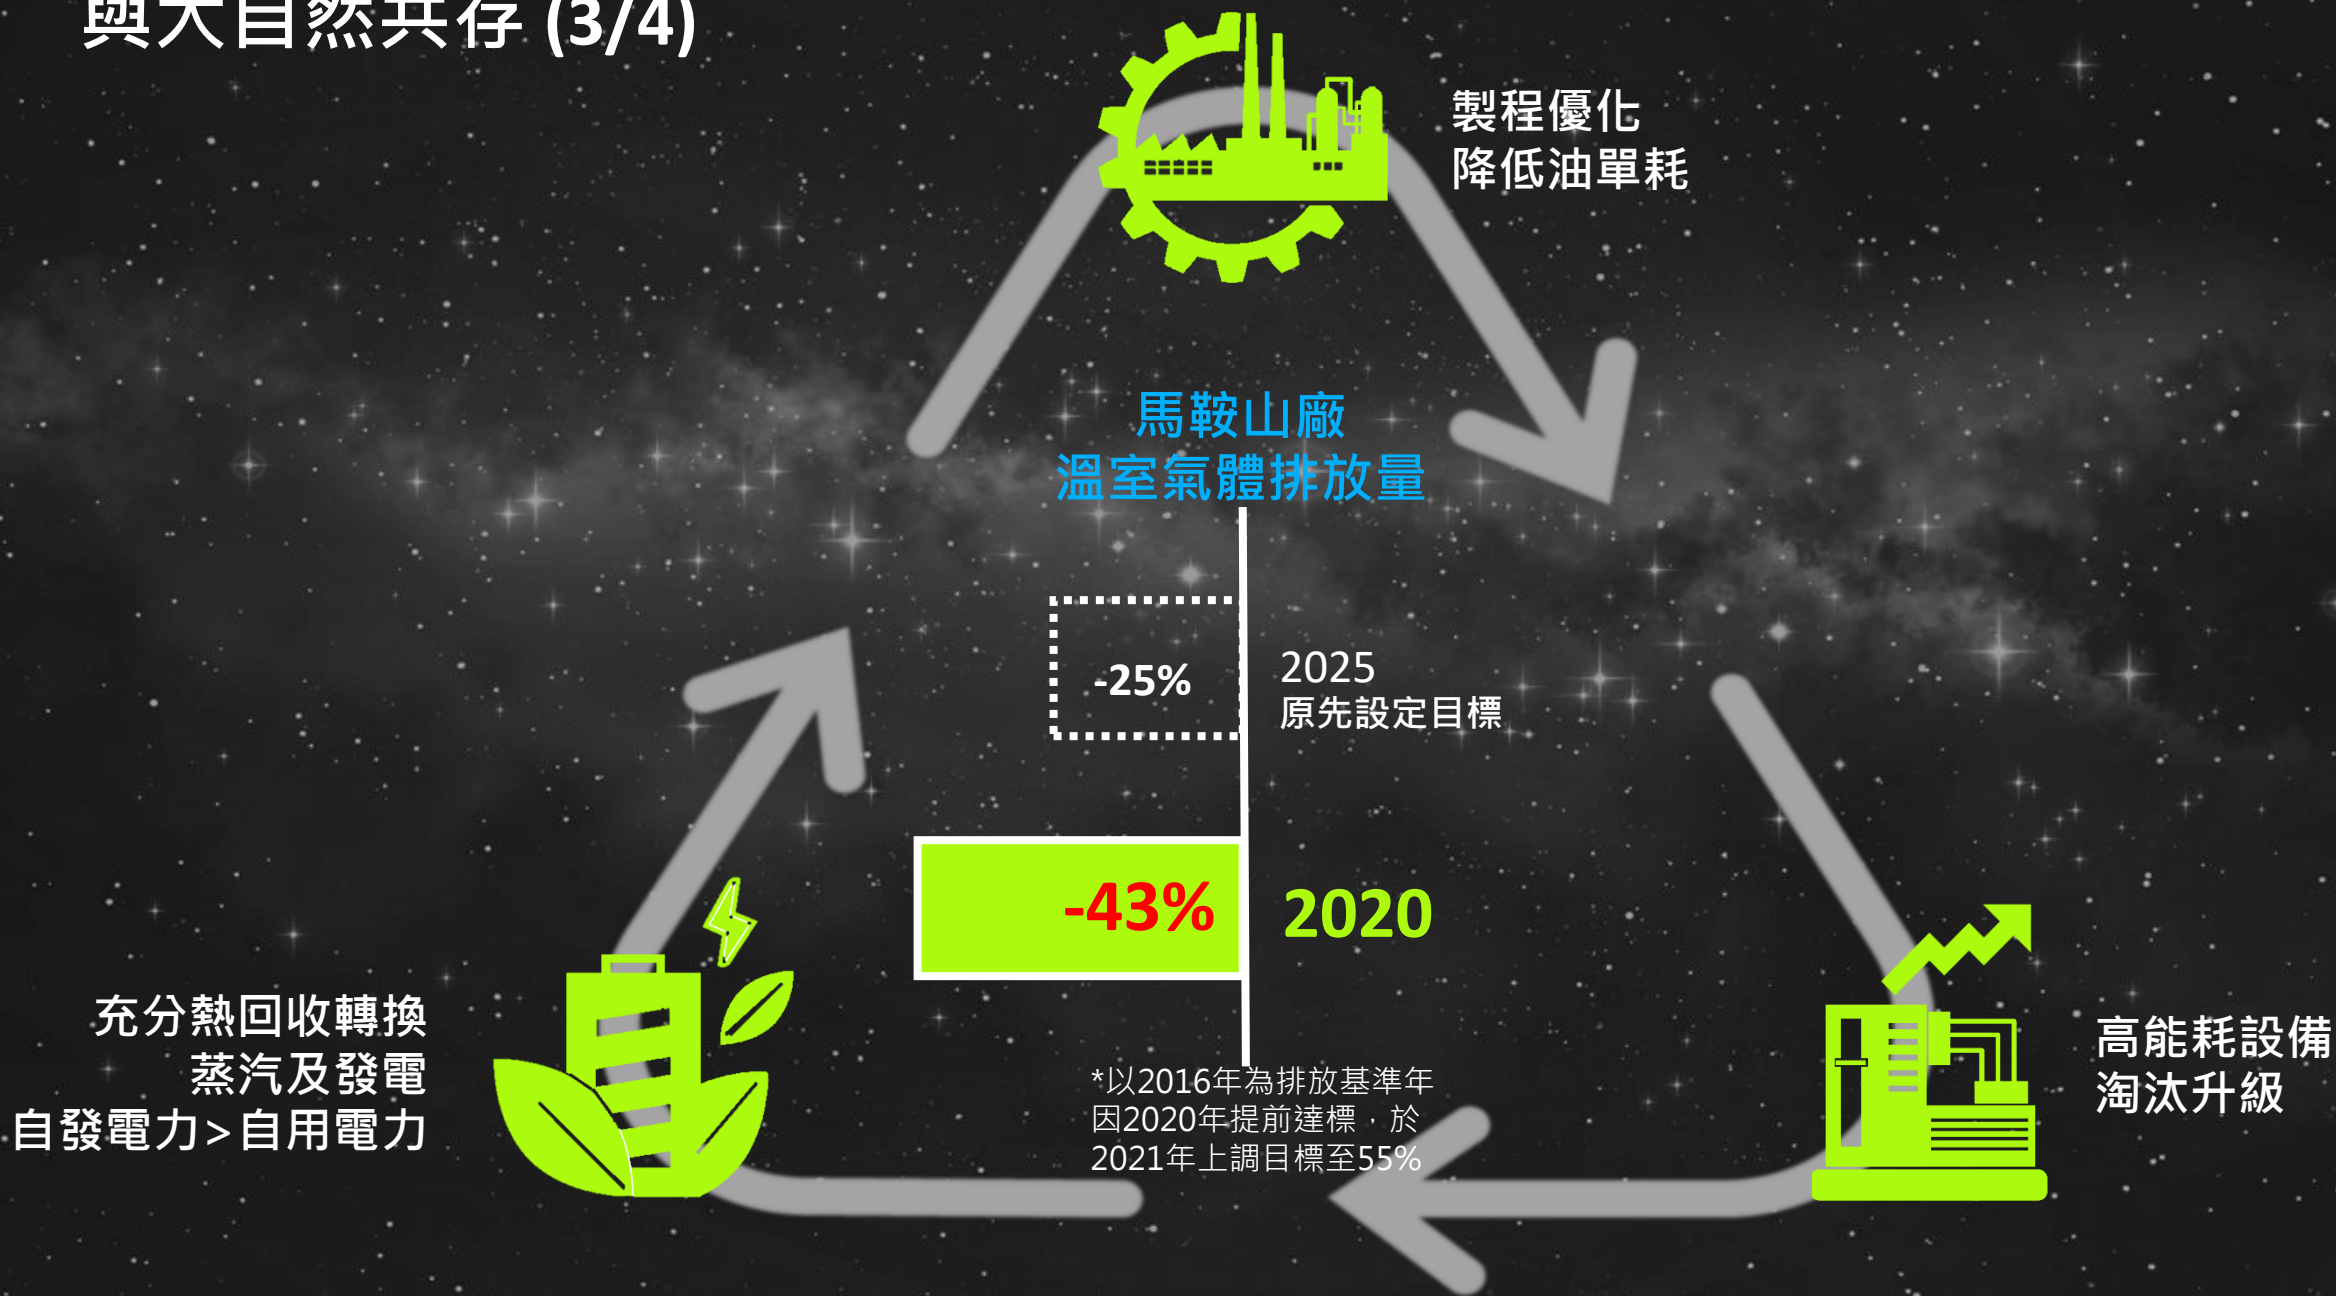 與大自然共存 (3/4)
製程優化
降低油單耗
馬鞍山廠
溫室氣體排放量
-25%
2025
原先設定目標
-43%
2020
充分熱回收轉換
蒸汽及發電
自發電力>自用電力
高能耗設備
淘汰升級
*以2016年為排放基準年
因2020年提前達標，於
2021年上調目標至55%